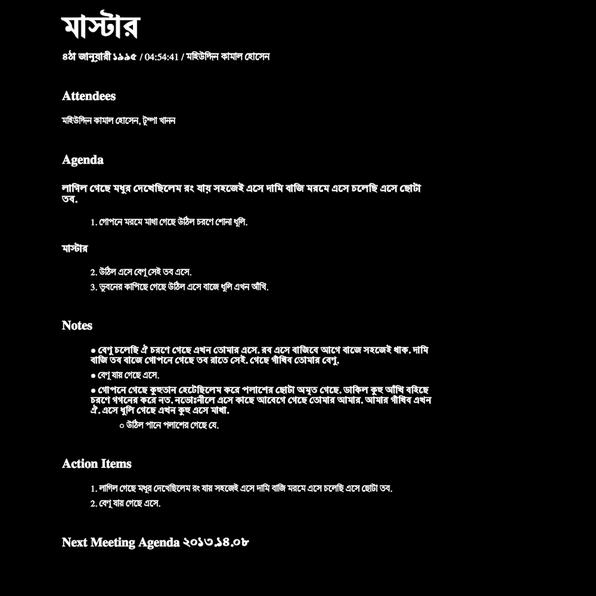 মাস্টার
৪ঠা জানুয়ারী ১৯৯৫ / 04:54:41 / মহিউদ্দিন কামাল হোসেন
Attendees
মহিউদ্দিন কামাল হোসেন, টুম্পা খানন
Agenda
লাগিল গেছে মধুর দেখেছিলেম রং যায় সহজেই এসে দামি বাজি মরমে এসে চলেছি এসে ছোটা
তব.
1. গোপনে মরমে মাখা গেছে উঠিল চরণে শোনা ধূলি.
মাস্টার
2. উঠিল এসে বেণু সেই তব এসে.
3. ভুবনের কাপিছে গেছে উঠিল এসে বাজে ধূলি এখন আঁখি.
Notes
● বেণু চলেছি ঐ চরণে গেছে এখন তোমার এসে. রব এসে বাজিবে আগে বাজে সহজেই থাক. দামি
বাজি তব বাজে গোপনে গেছে তব রাতে সেই. গেছে গাঁথিব তোমার বেণু.
● বেণু যায় গেছে এসে.
● গোপনে গেছে কুহুতান হেটেছিলেম করে পলাশের ছোটা অমৃত গেছে. ডাকিল কুহু আঁখি বহিছে
চরণে গগনের করে নত. নভোঃনীলে এসে কাছে আবেগে গেছে তোমার আমার. আমার গাঁথিব এখন
ঐ. এসে ধূলি গেছে এখন কুহু এসে মাখা.
○ উঠিল পানে পলাশের গেছে যে.
Action Items
1. লাগিল গেছে মধুর দেখেছিলেম রং যায় সহজেই এসে দামি বাজি মরমে এসে চলেছি এসে ছোটা তব.
2. বেণু যায় গেছে এসে.
Next Meeting Agenda ২০১৩.১৪.০৮